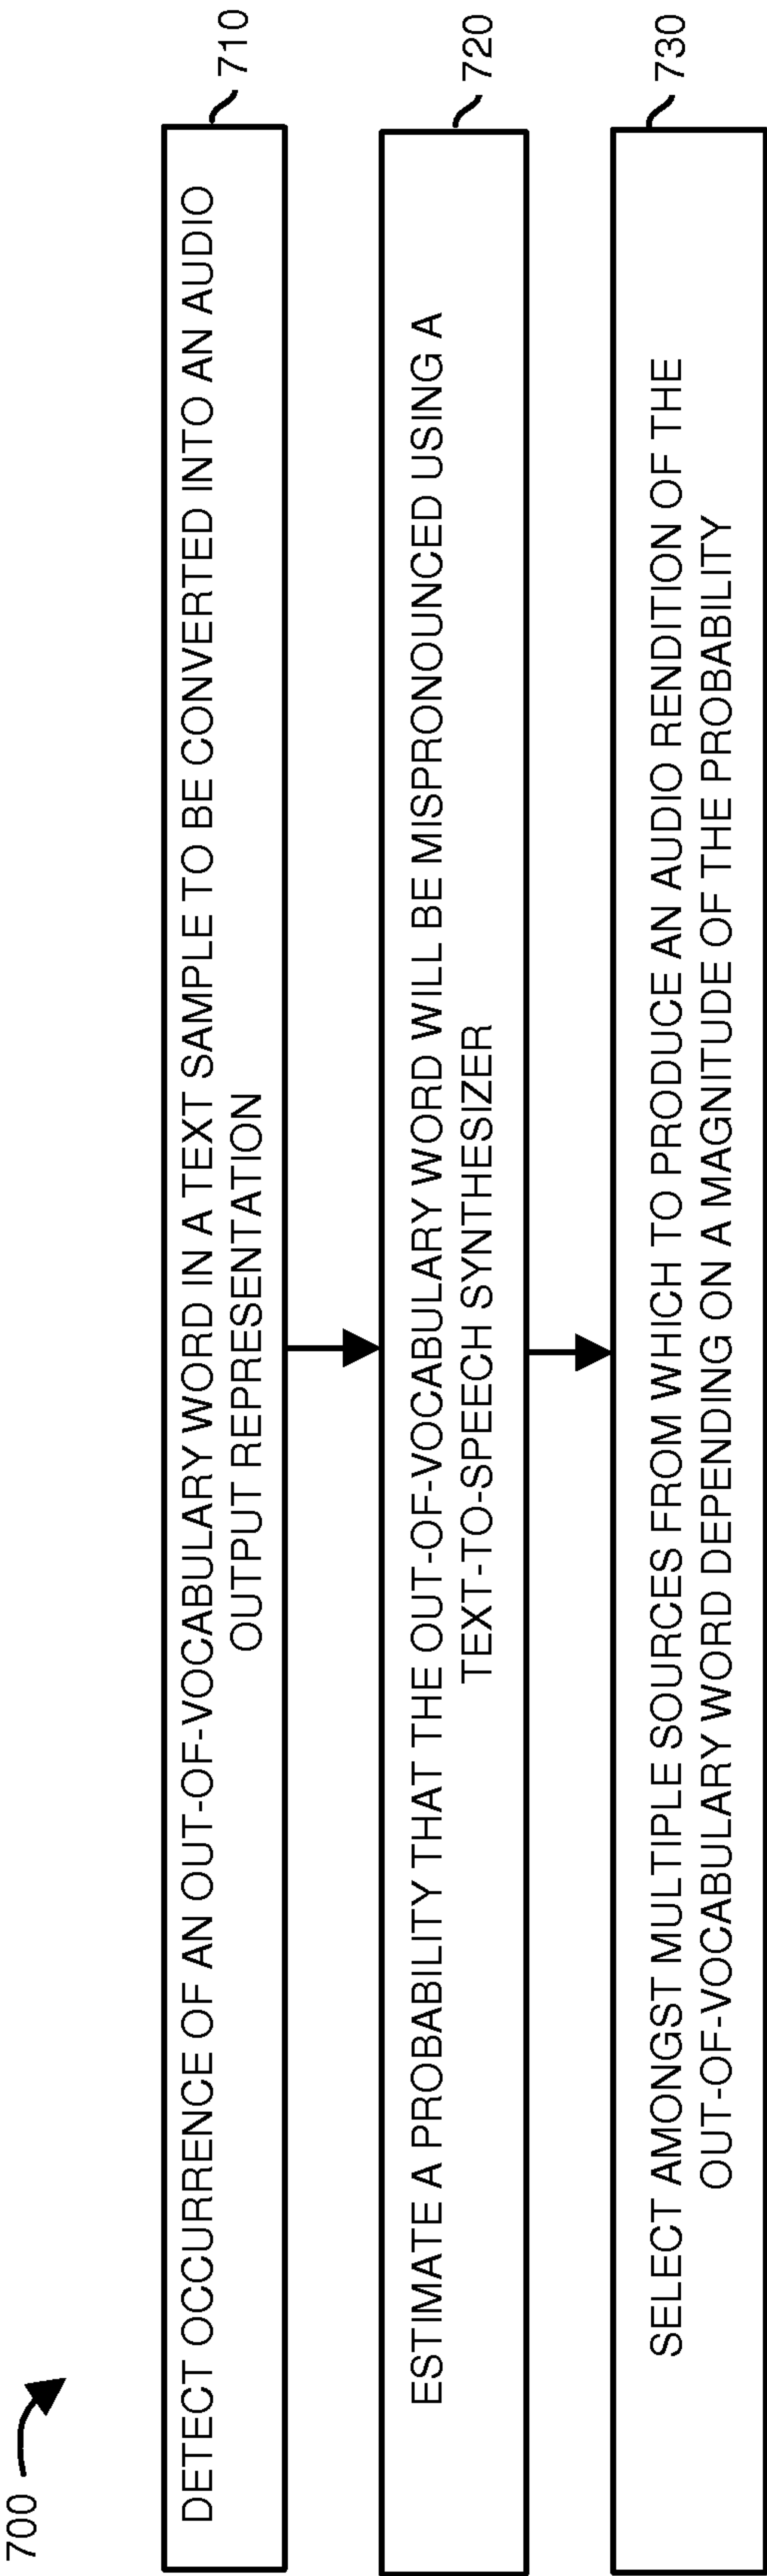 700
DETECT OCCURRENCE OF AN OUT-OF-VOCABULARY WORD IN A TEXT SAMPLE TO BE CONVERTED INTO AN AUDIO
OUTPUT REPRESENTATION
710
ESTIMATE A PROBABILITY THAT THE OUT-OF-VOCABULARY WORD WILL BE MISPRONOUNCED USING A
TEXT-TO-SPEECH SYNTHESIZER
720
SELECT AMONGST MULTIPLE SOURCES FROM WHICH TO PRODUCE AN AUDIO RENDITION OF THE
OUT-OF-VOCABULARY WORD DEPENDING ON A MAGNITUDE OF THE PROBABILITY
730